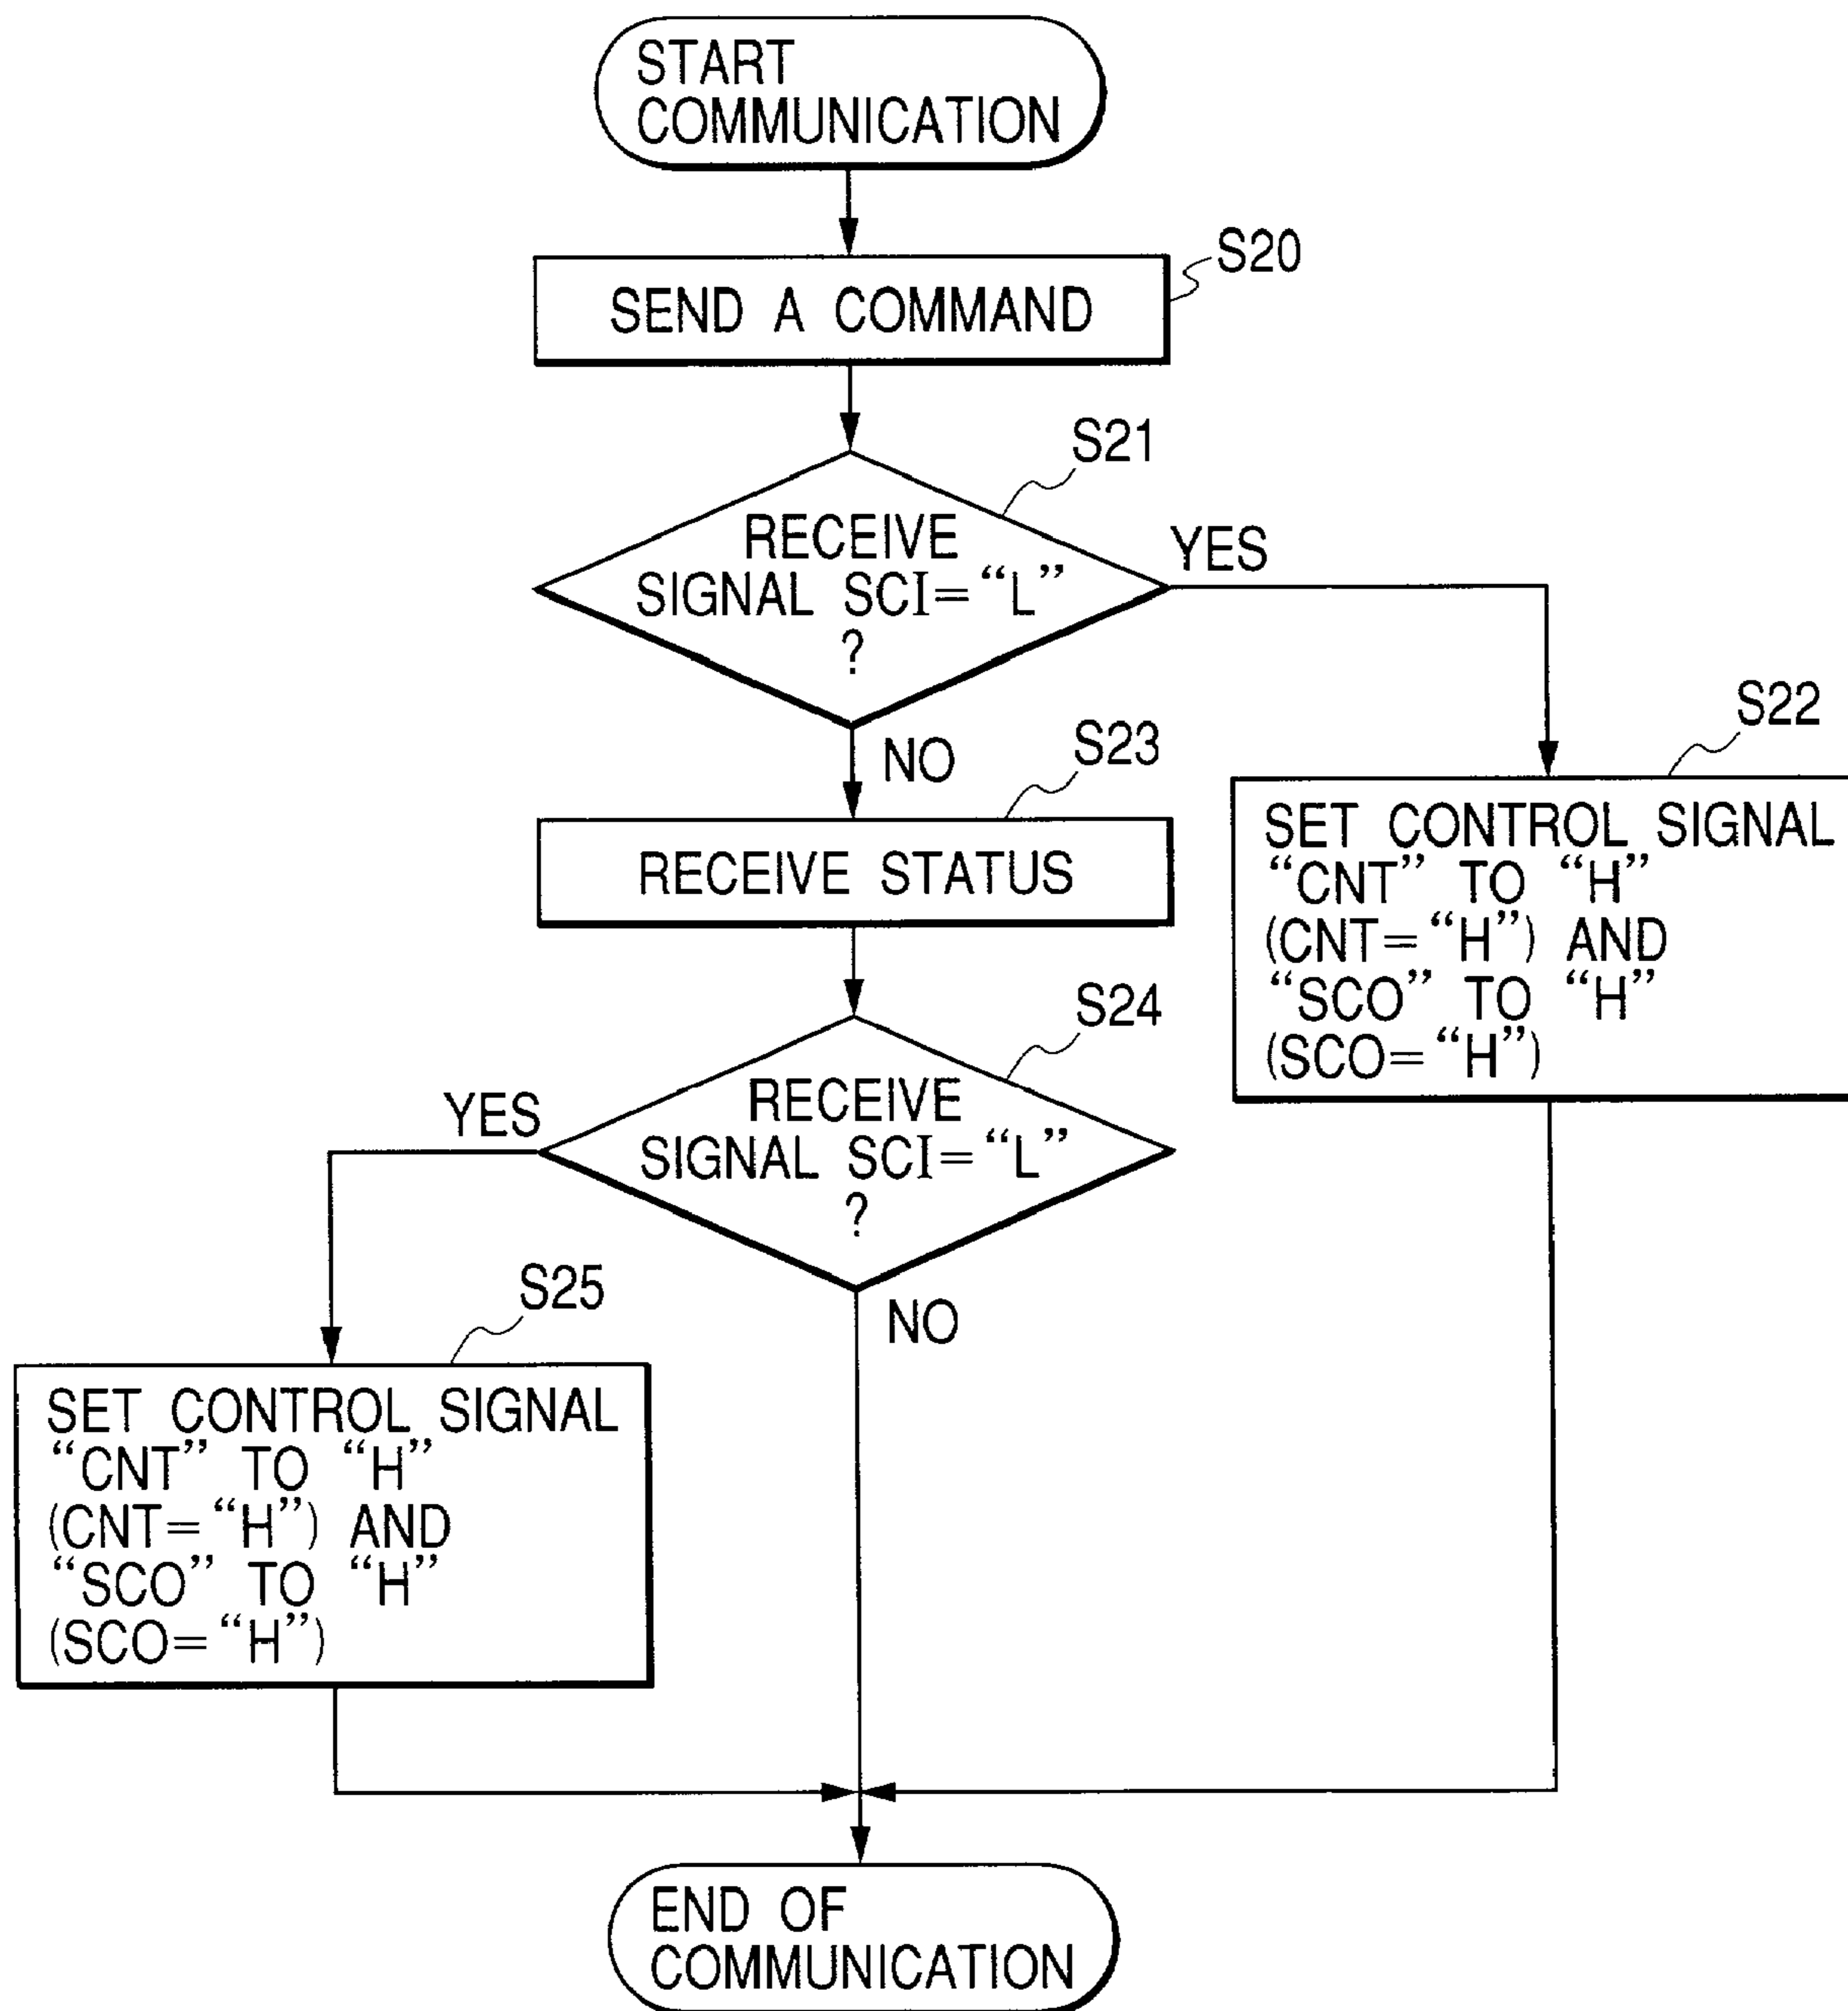 START
COMMUNICATION
S20
SEND A COMMAND
S21
RECEIVE
SIGNAL SCI=“L”
?
YES
NO
S22
SET CONTROL SIGNAL
“CNT” TO “H”
(CNT=“H”) AND
“SCO” TO “H”
(SCO=“H”)
S23
RECEIVE STATUS
S24
RECEIVE
SIGNAL SCI=“L”
?
YES
NO
S25
SET CONTROL SIGNAL
“CNT” TO “H”
(CNT=“H”) AND
“SCO” TO “H”
(SCO=“H”)
END OF
COMMUNICATION